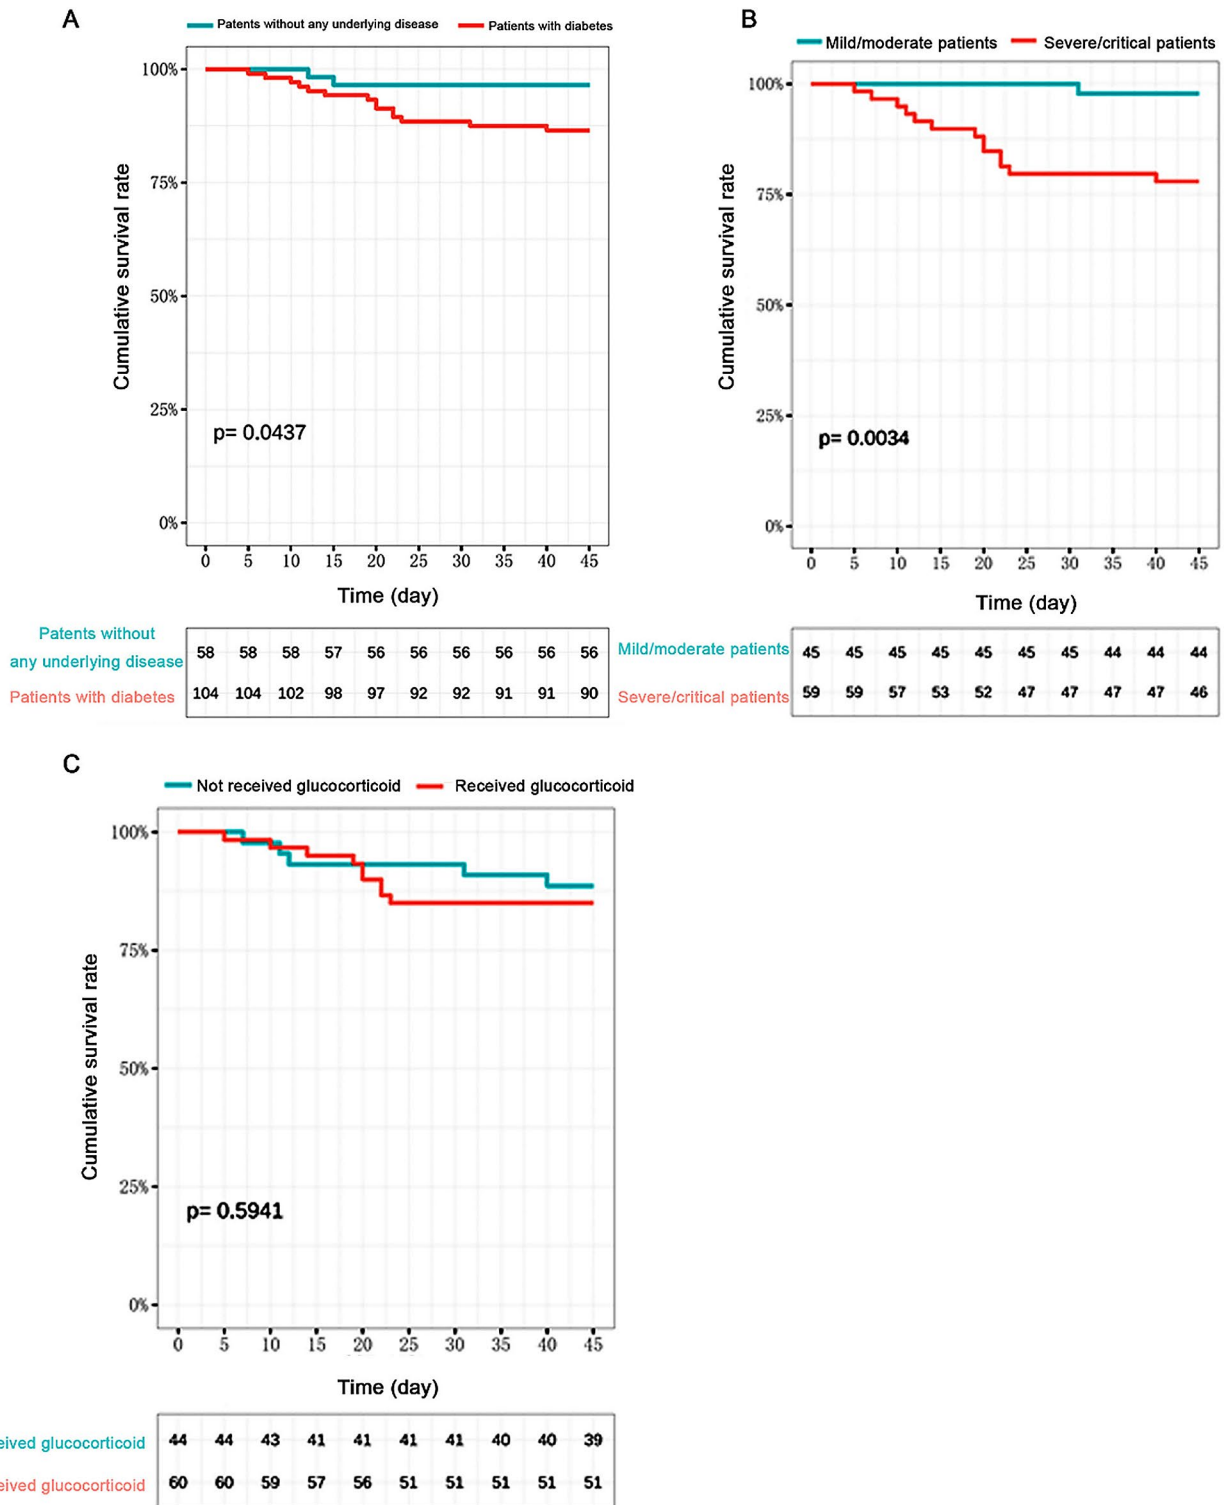 A
Patents without any underlying disease
Patients with diabetes
100%
75%
50%
25%
0%
Cumulative survival rate
p= 0.0437
0 5 10 15 20 25 30 35 40 45
Time (day)
Patents without
any underlying disease
58 58 58 57 56 56 56 56 56 56
Patients with diabetes
104 104 102 98 97 92 92 91 91 90
B
Mild/moderate patients
Severe/critical patients
100%
75%
50%
25%
0%
Cumulative survival rate
p= 0.0034
0 5 10 15 20 25 30 35 40 45
Time (day)
Mild/moderate patients
45 45 45 45 45 45 45 44 44 44
Severe/critical patients
59 59 57 53 52 47 47 47 47 46
C
Not received glucocorticoid
Received glucocorticoid
100%
75%
50%
25%
0%
Cumulative survival rate
p= 0.5941
0 5 10 15 20 25 30 35 40 45
Time (day)
eived glucocorticoid
44 44 43 41 41 41 41 40 40 39
eived glucocorticoid
60 60 59 57 56 51 51 51 51 51